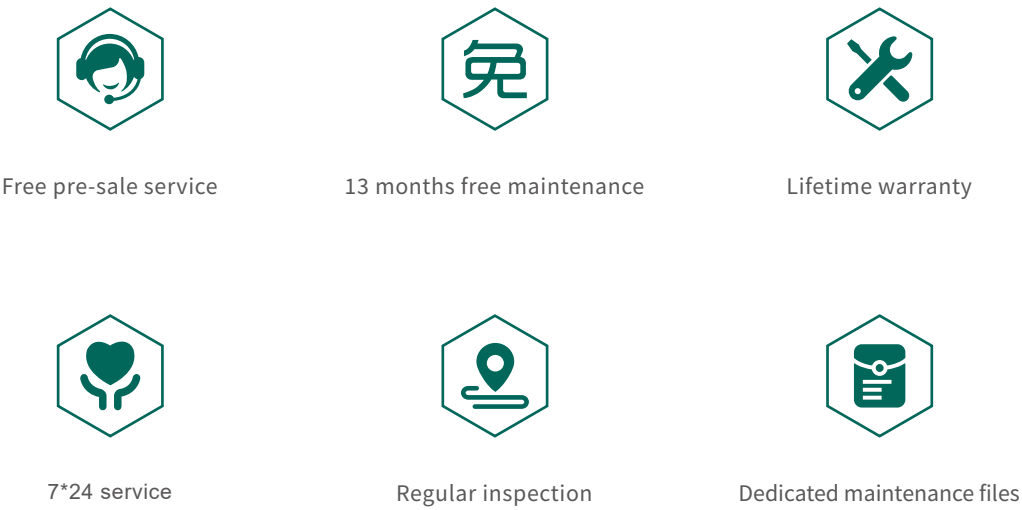 免
Free pre-sale service
13 months free maintenance
Lifetime warranty
7*24 service
Regular inspection
Dedicated maintenance files